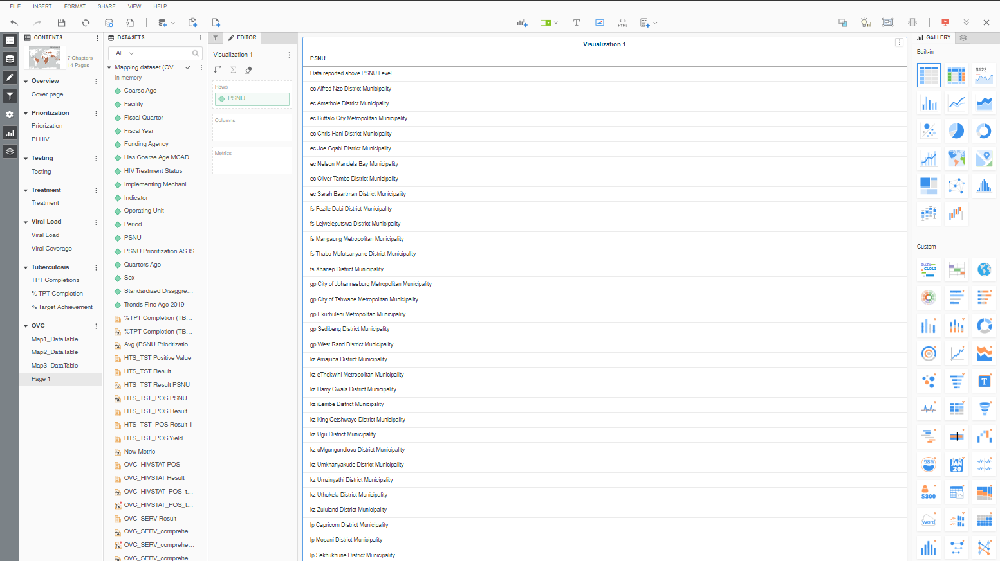 FILE INSERT FORMAT SHARE VIEW HELP
T
HTML
CONTENTS
7 Chapters
14 Pages
Overview
Cover page
Prioritization
Priorization
PLHIV
Testing
Testing
Treatment
Treatment
Viral Load
Viral Load
Viral Coverage
Tuberculosis
TPT Completions
% TPT Completion
% Target Achievement
OVC
Map1_DataTable
Map2_DataTable
Map3_DataTable
Page 1
DATASETS
All
Mapping dataset (OV...
In memory
Coarse Age
Facility
Fiscal Quarter
Fiscal Year
Funding Agency
Has Coarse Age MCAD
HIV Treatment Status
Implementing Mechani...
Indicator
Operating Unit
Period
PSNU
PSNU Prioritization AS IS
Quarters Ago
Sex
Standardized Disaggre...
Trends Fine Age 2019
%TPT Completion (TB...
%TPT Completion (TB...
Avg (PSNU Prioritizatio...
HTS_TST Positive Value
HTS_TST Result
HTS_TST Result PSNU
HTS_TST_POS PSNU
HTS_TST_POS Result
HTS_TST_POS Result 1
HTS_TST_POS Yield
New Metric
OVC_HIVSTAT POS
OVC_HIVSTAT Result
OVC_HIVSTAT_POS_t...
OVC_HIVSTAT_POS_t...
OVC_SERV Result
OVC_SERV_comprehe...
OVC_SERV_comprehe...
OVC_SERV_comprehe...
EDITOR
Visualization 1
Rows
PSNU
Columns
Metrics
Visualization 1
PSNU
Data reported above PSNU Level
ec Alfred Nzo District Municipality
ec Amathole District Municipality
ec Buffalo City Metropolitan Municipality
ec Chris Hani District Municipality
ec Joe Gqabi District Municipality
ec Nelson Mandela Bay Municipality
ec Oliver Tambo District Municipality
ec Sarah Baartman District Municipality
fs Fezile Dabi District Municipality
fs Lejweleputswa District Municipality
fs Mangaung Metropolitan Municipality
fs Thabo Mofutsanyane District Municipality
fs Xhariep District Municipality
gp City of Johannesburg Metropolitan Municipality
gp City of Tshwane Metropolitan Municipality
gp Ekurhuleni Metropolitan Municipality
gp Sedibeng District Municipality
gp West Rand District Municipality
kz Amajuba District Municipality
kz eThekwini Metropolitan Municipality
kz Harry Gwala District Municipality
kz iLembe District Municipality
kz King Cetshwayo District Municipality
kz Ugu District Municipality
kz uMgungundlovu District Municipality
kz Umkhanyakude District Municipality
kz Umzinyathi District Municipality
kz Uthukela District Municipality
kz Zululand District Municipality
lp Capricorn District Municipality
lp Mopani District Municipality
lp Sekhukhune District Municipality
GALLERY
Built-in
$123
Custom
DATA
CLOUZ
T
58%
JAN
20
$300
Word